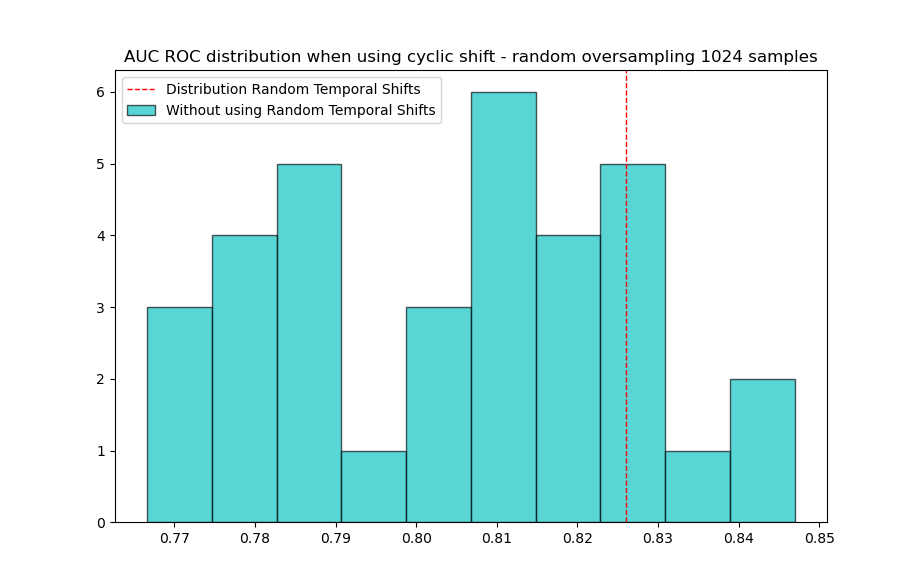 AUC ROC distribution when using cyclic shift - random oversampling 1024 samples
Distribution Random Temporal Shifts
Without using Random Temporal Shifts
6
5
4
3
2
1
0
0.77 0.78 0.79 0.80 0.81 0.82 0.83 0.84 0.85